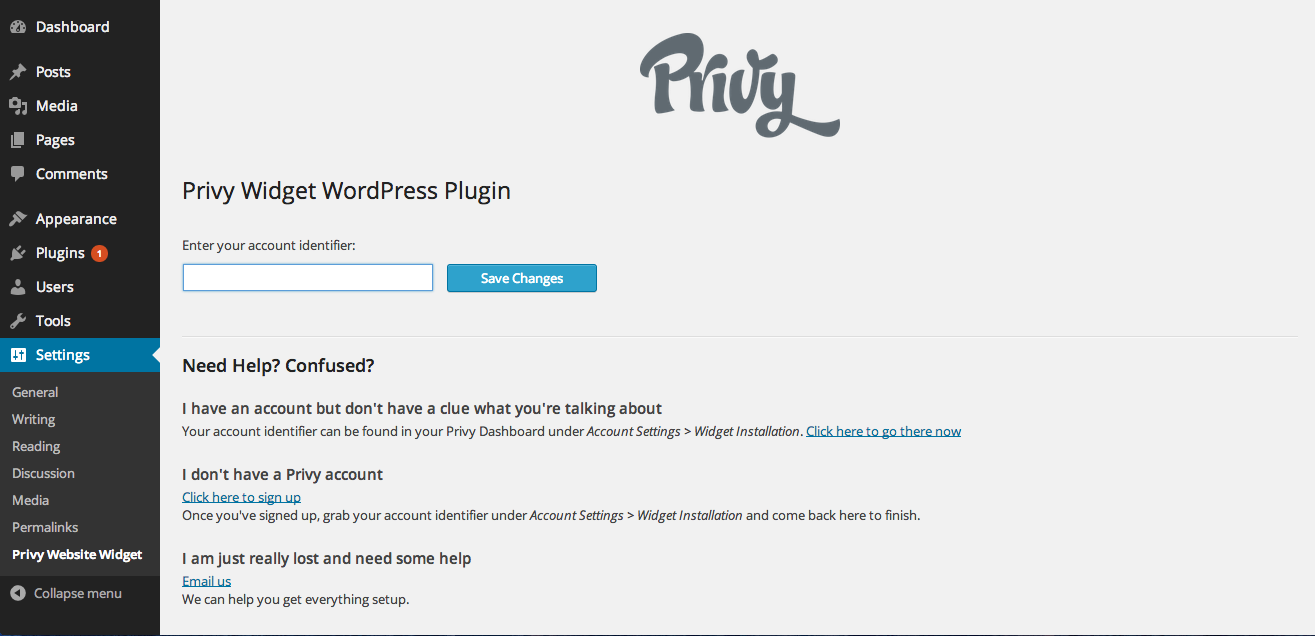 Dashboard
Posts
Media
Pages
Comments
Appearance
Plugins 1
Users
Tools
Settings
General
Writing
Reading
Discussion
Media
Permalinks
Privy Website Widget
Collapse menu
Privy
Privy Widget WordPress Plugin
Enter your account identifier:
Save Changes
Need Help? Confused?
I have an account but don't have a clue what you're talking about
Your account identifier can be found in your Privy Dashboard under Account Settings > Widget Installation. Click here to go there now
I don't have a Privy account
Click here to sign up
Once you've signed up, grab your account identifier under Account Settings > Widget Installation and come back here to finish.
I am just really lost and need some help
Email us
We can help you get everything setup.